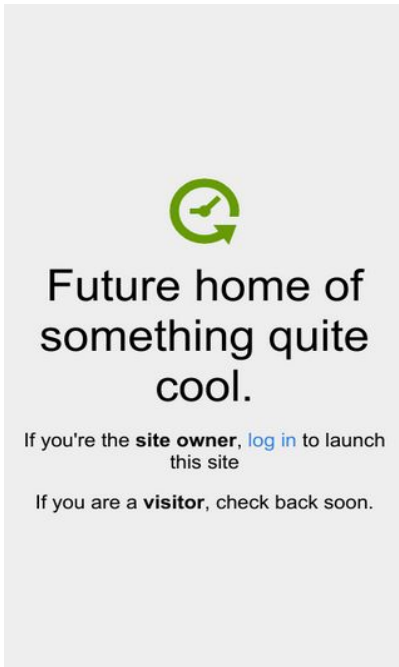 Future home of
something quite
cool.
If you're the site owner, log in to launch
this site
If you are a visitor, check back soon.